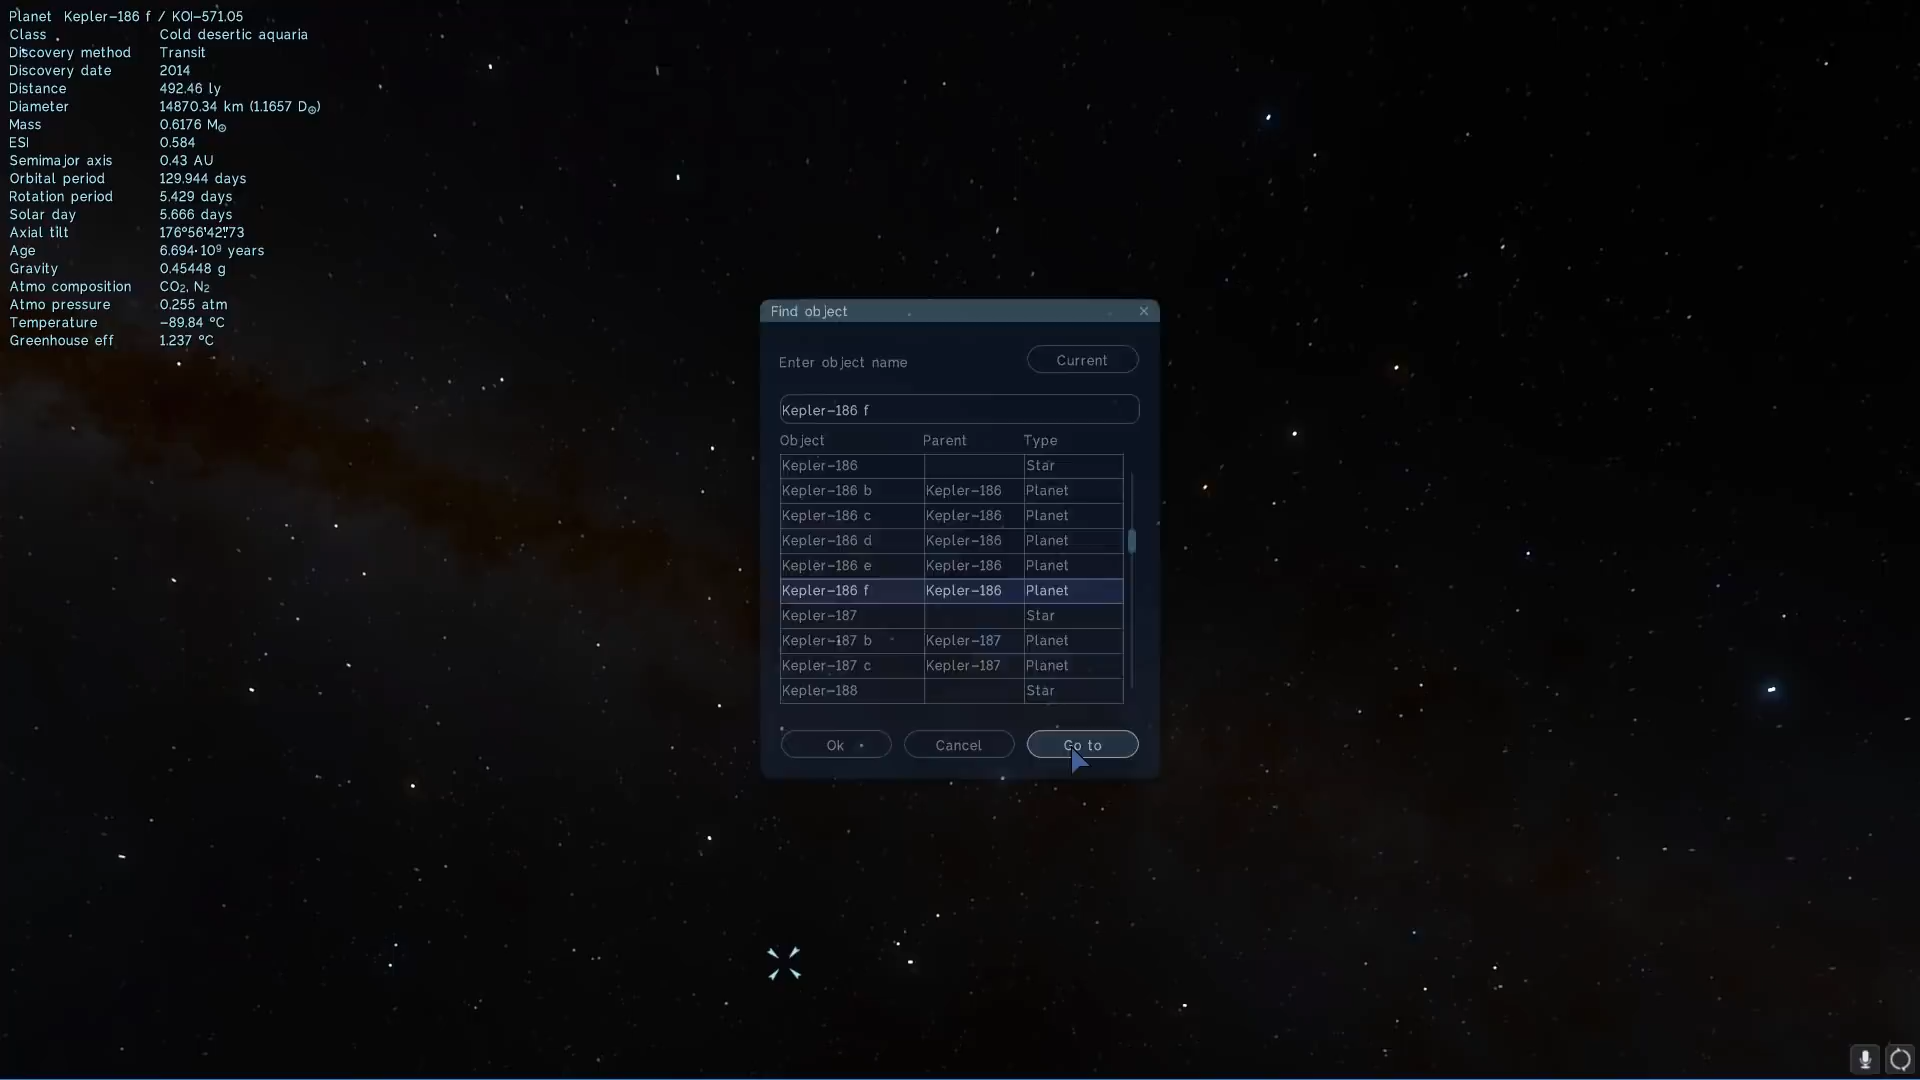 Planet Kepler-186 f / KOI-571.05
Class Cold desertic aquaria
Discovery method Transit
Discovery date 2014
Distance 492.46 ly
Diameter 14870.34 km (1.1657 D⊕)
Mass 0.6176 M⊕
ESI 0.584
Semimajor axis 0.43 AU
Orbital period 129.944 days
Rotation period 5.429 days
Solar day 5.666 days
Axial tilt 176°56'42"73
Age 6.694·10⁹ years
Gravity 0.45448 g
Atmo composition CO₂, N₂
Atmo pressure 0.255 atm
Temperature -89.84 ºC
Greenhouse eff 1.237 ºC
Find object
Enter object name Current
Kepler-186 f
Object Parent Type
Kepler-186 Star
Kepler-186 b Kepler-186 Planet
Kepler-186 c Kepler-186 Planet
Kepler-186 d Kepler-186 Planet
Kepler-186 e Kepler-186 Planet
Kepler-186 f Kepler-186 Planet
Kepler-187 Star
Kepler-187 b Kepler-187 Planet
Kepler-187 c Kepler-187 Planet
Kepler-188 Star
Ok Cancel Go to